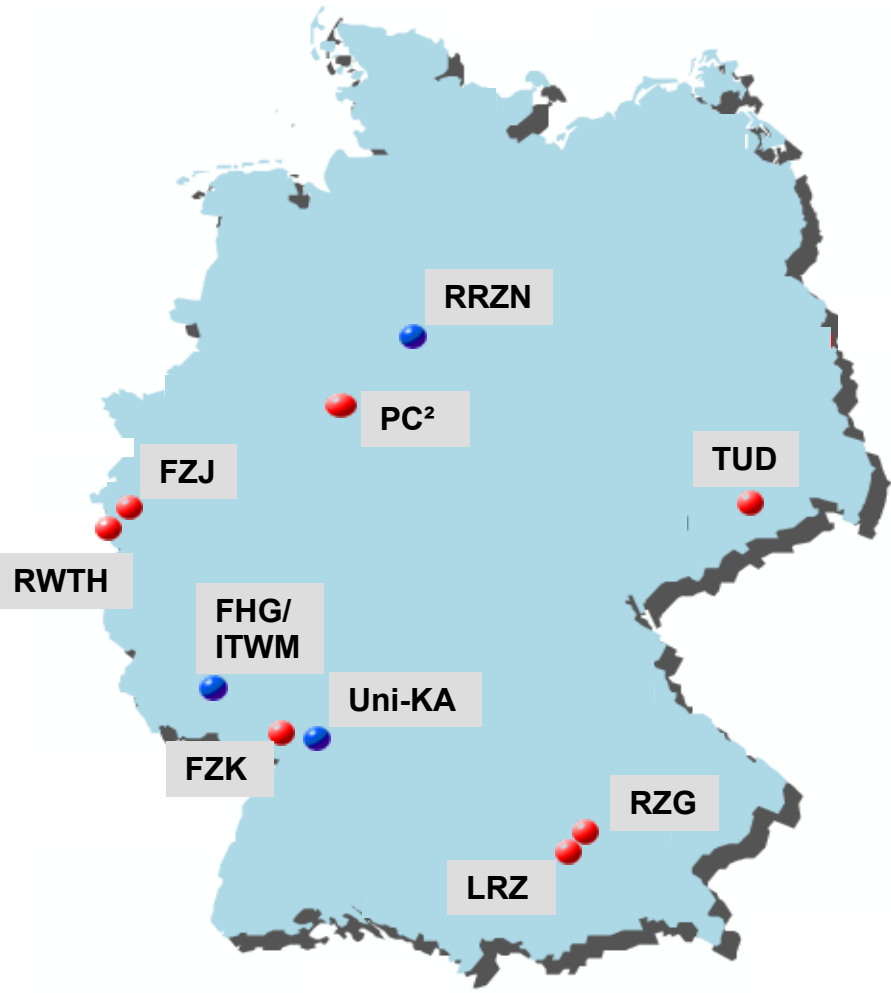 RRZN
PC²
TUD
FZJ
RWTH
FHG/
ITWM
Uni-KA
FZK
RZG
LRZ